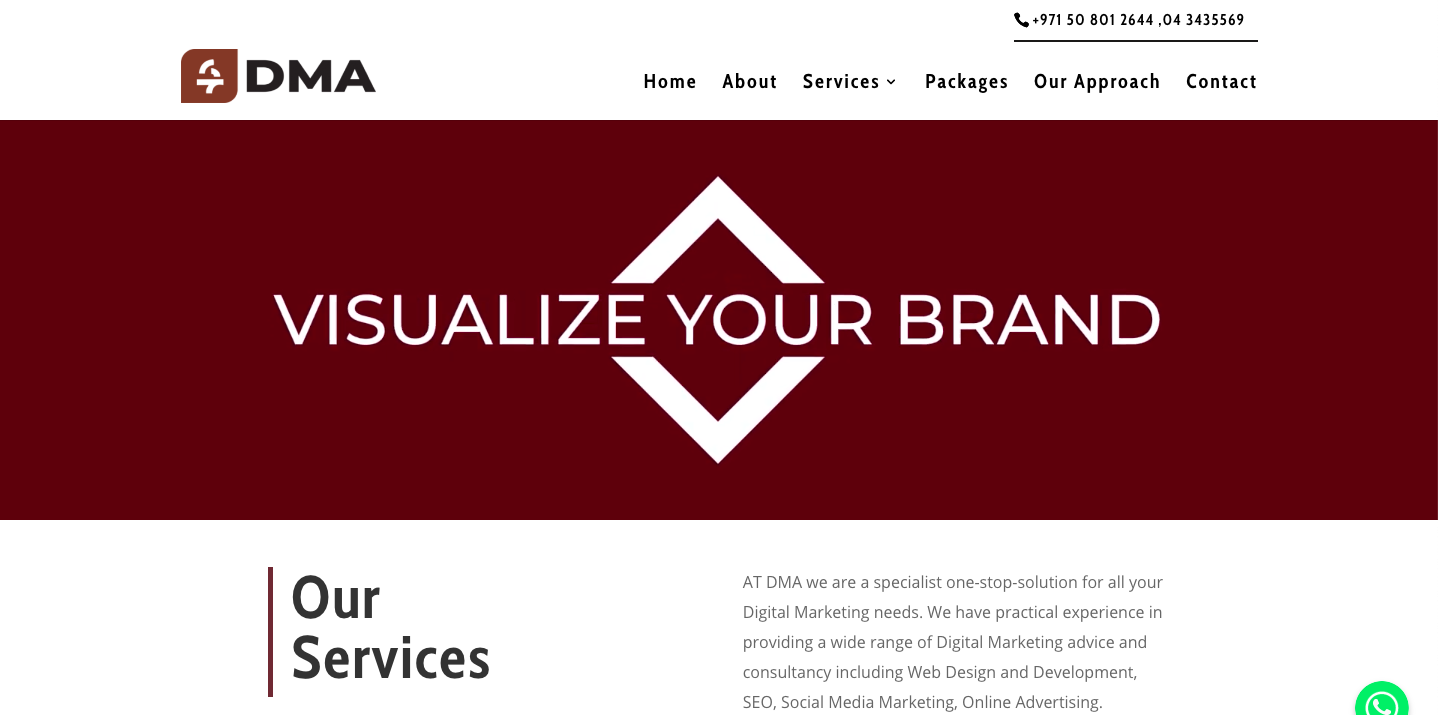 +971 50 801 2644 ,04 3435569
DMA
Home About Services Packages Our Approach Contact
VISUALIZE YOUR BRAND
Our
Services
AT DMA we are a specialist one-stop-solution for all your
Digital Marketing needs. We have practical experience in
providing a wide range of Digital Marketing advice and
consultancy including Web Design and Development,
SEO, Social Media Marketing, Online Advertising.